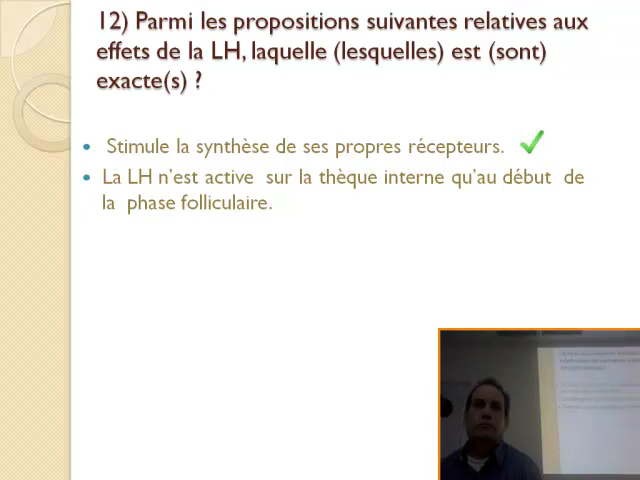 12) Parmi les propositions suivantes relatives aux
effets de la LH, laquelle (lesquelles) est (sont)
exacte(s) ?
Stimule la synthèse de ses propres récepteurs.
La LH n'est active sur la thèque interne qu'au début de
la phase folliculaire.